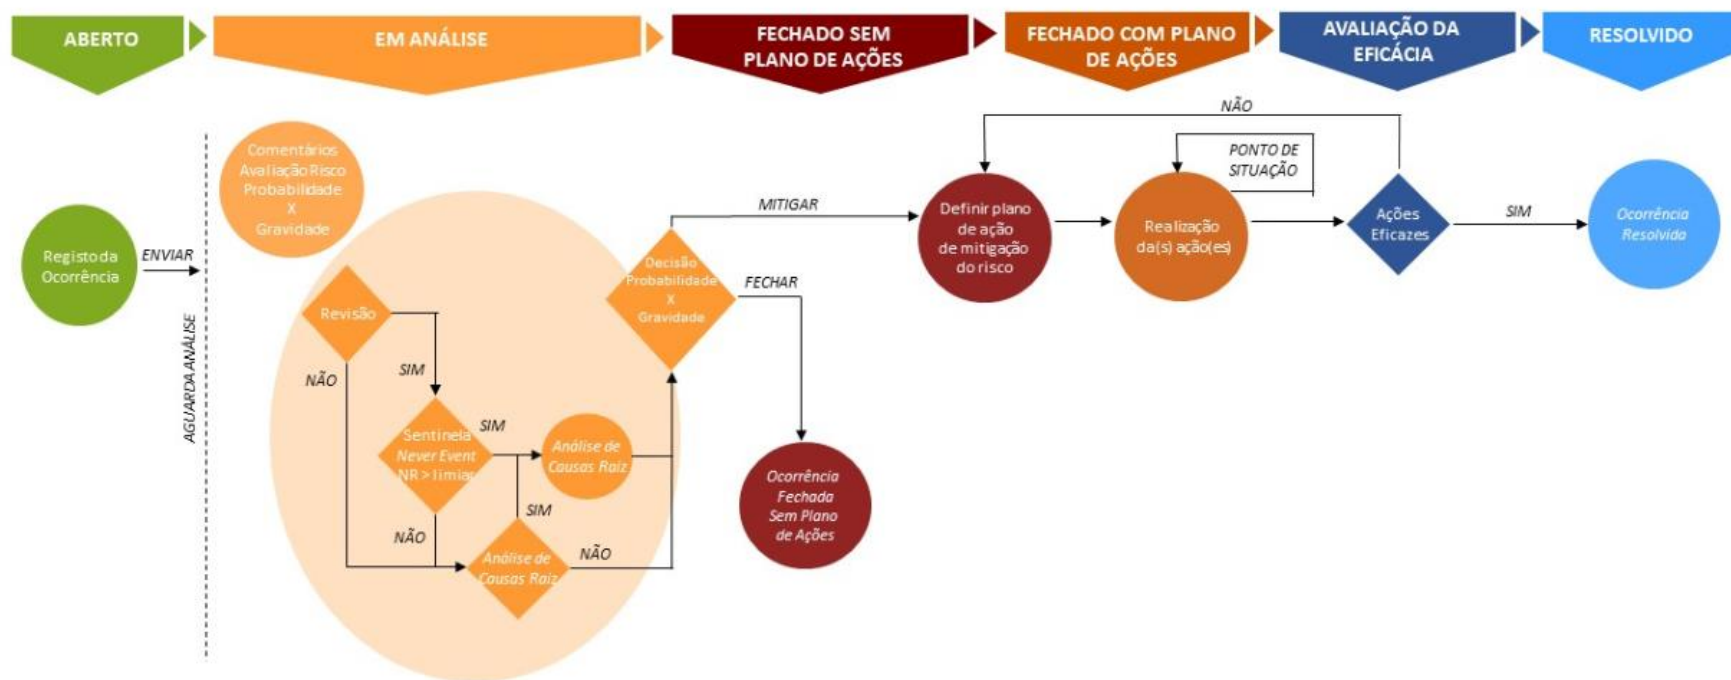 ABERTO
EM ANÁLISE
FECHADO SEM
PLANO DE AÇÕES
FECHADO COM PLANO
DE AÇÕES
AVALIAÇÃO DA
EFICÁCIA
RESOLVIDO
Registo da
Ocorrência
ENVIAR
AGUARDA ANÁLISE
Comentários
Avaliação Risco
Probabilidade
X
Gravidade
Revisão
SIM
NÃO
Sentinela
Never Event
NR > limiar
SIM
NÃO
Análise de
Causas Raiz
SIM
Análise de
Causas Raiz
NÃO
Decisão
Probabilidade
X
Gravidade
MITIGAR
FECHAR
Ocorrência
Fechada
Sem Plano
de Ações
Definir plano
de ação
de mitigação
do risco
NÃO
PONTO DE
SITUAÇÃO
Realização
da(s) ação(es)
Ações
Eficazes
SIM
Ocorrência
Resolvida